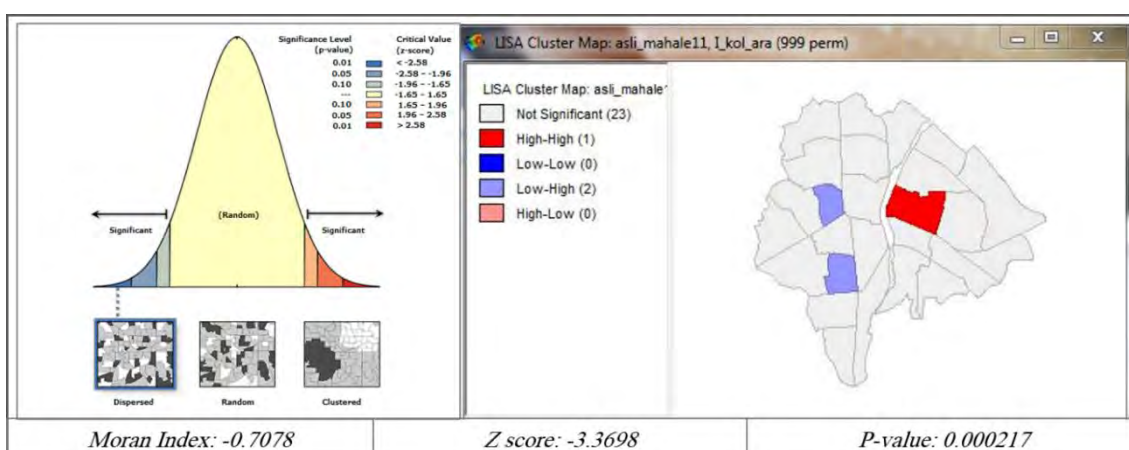 Significance Level
(p-value)
Critical Value
(z-score)
0.01 < -2.58
0.05 -2.58 - -1.96
0.10 -1.96 - -1.65
--- -1.65 - 1.65
0.10 1.65 - 1.96
0.05 1.96 - 2.58
0.01 > 2.58
(Random)
Significant
Significant
Dispersed
Random
Clustered
LISA Cluster Map: asli_mahale11, I_kol_ara (999 perm)
LISA Cluster Map: asli_mahale1
Not Significant (23)
High-High (1)
Low-Low (0)
Low-High (2)
High-Low (0)
Moran Index: -0.7078
Z score: -3.3698
P-value: 0.000217